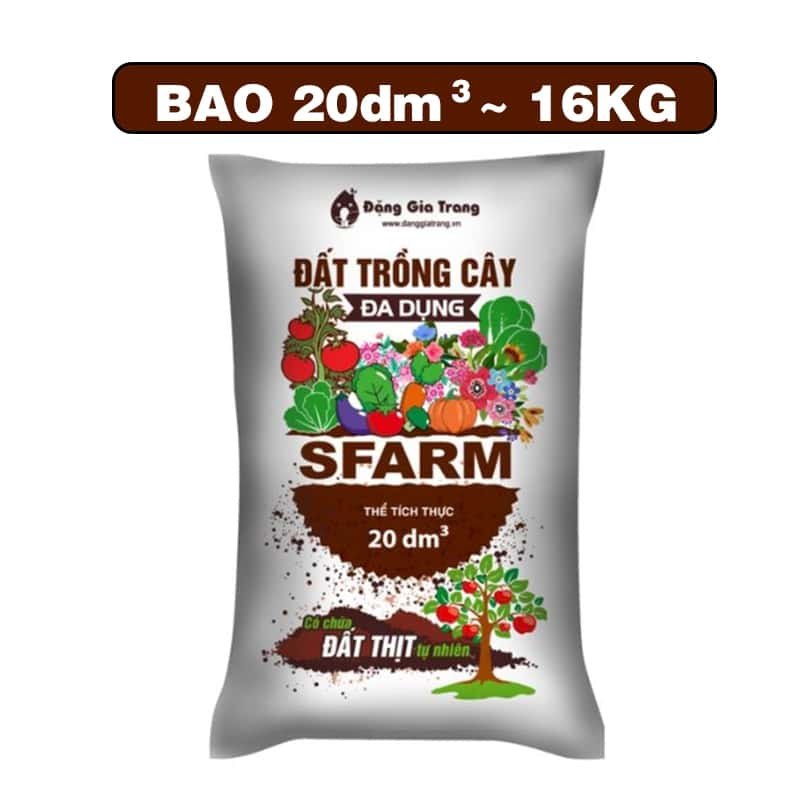 BAO 20dm³ ~ 16KG
Đặng Gia Trang
www.danggiatrang.vn
ĐẤT TRỒNG CÂY
ĐA DỤNG
SFARM
THỂ TÍCH THỰC
20 dm³
Có chứa
ĐẤT THỊT tự nhiên